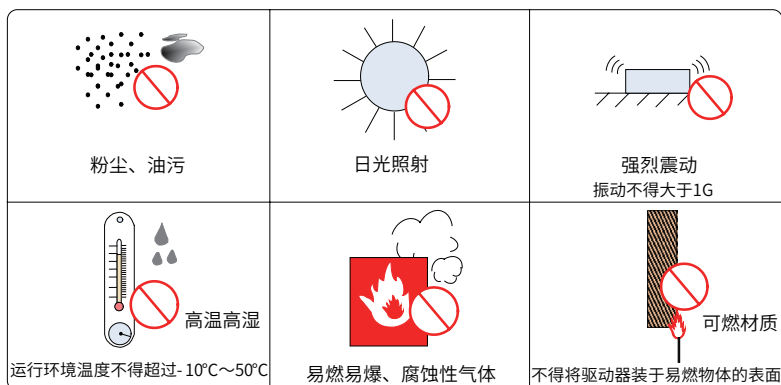 粉尘、油污
日光照射
强烈震动
振动不得大于1G
高温高湿
运行环境温度不得超过-10℃～50℃
易燃易爆、腐蚀性气体
可燃材质
不得将驱动器装于易燃物体的表面